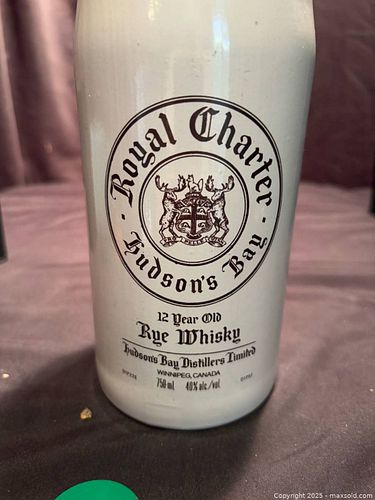 Royal Charter
Hudson's Bay
12 Year Old
Rye Whisky
Hudson's Bay Distillers Limited
WINNIPEG, CANADA
750 ml 40% alc/vol
Copyright 2025 - maxsold.com